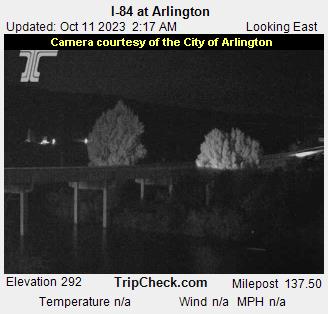 I-84 at Arlington
Updated: Oct 11 2023 2:17 AM Looking East
Camera courtesy of the City of Arlington
Elevation 292 TripCheck.com Milepost 137.50
Temperature n/a Wind n/a MPH n/a